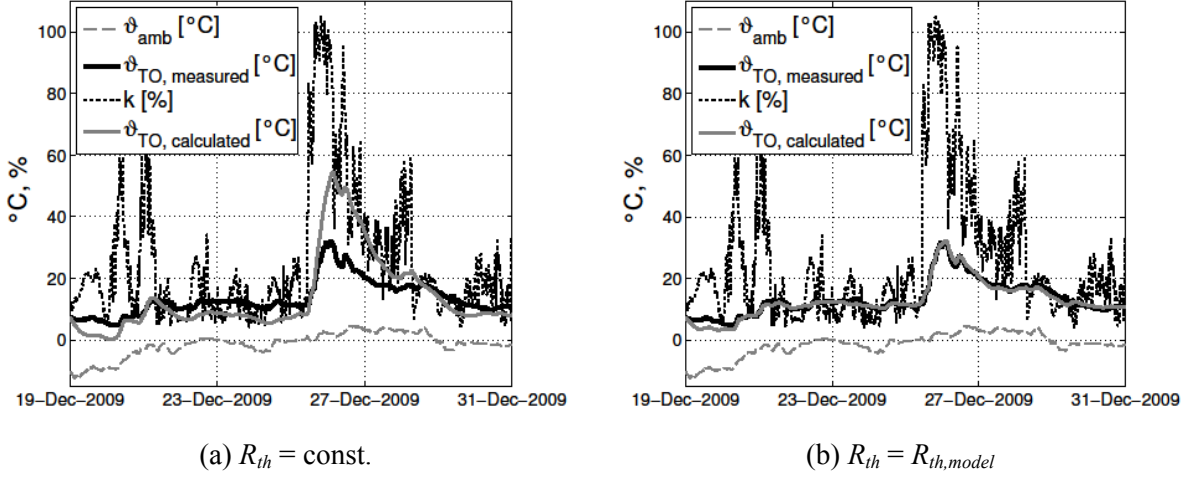 100
80
60
40
20
0
°C, %
ϑamb [°C]
ϑTO, measured [°C]
k [%]
ϑTO, calculated [°C]
19−Dec−2009 23−Dec−2009 27−Dec−2009 31−Dec−2009
(a) Rth = const.
100
80
60
40
20
0
°C, %
ϑamb [°C]
ϑTO, measured [°C]
k [%]
ϑTO, calculated [°C]
19−Dec−2009 23−Dec−2009 27−Dec−2009 31−Dec−2009
(b) Rth = Rth,model